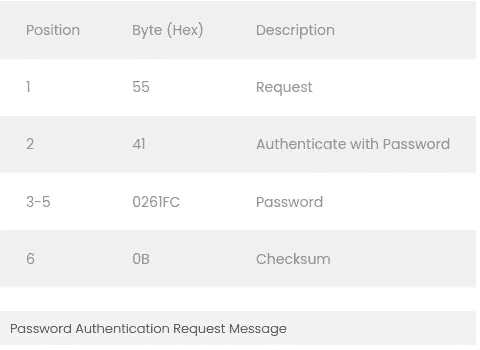 Position Byte (Hex) Description
1 55 Request
2 41 Authenticate with Password
3-5 0261FC Password
6 0B Checksum
Password Authentication Request Message